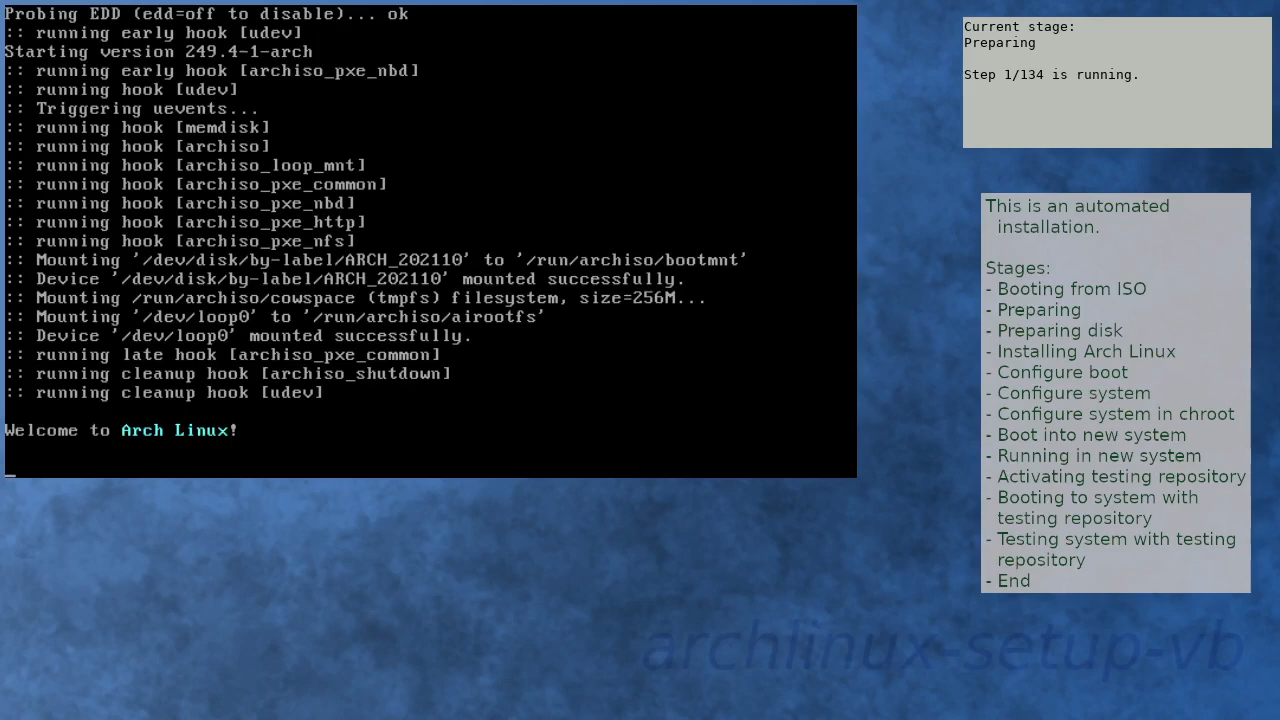 Probing EDD (edd=off to disable)... ok
:: running early hook [udev]
Starting version 249.4-1-arch
:: running early hook [archiso_pxe_nbd]
:: running hook [udev]
:: Triggering uevents...
:: running hook [memdisk]
:: running hook [archiso]
:: running hook [archiso_loop_mnt]
:: running hook [archiso_pxe_common]
:: running hook [archiso_pxe_nbd]
:: running hook [archiso_pxe_http]
:: running hook [archiso_pxe_nfs]
:: Mounting '/dev/disk/by-label/ARCH_202110' to '/run/archiso/bootmnt'
:: Device '/dev/disk/by-label/ARCH_202110' mounted successfully.
:: Mounting /run/archiso/cowspace (tmpfs) filesystem, size=256M...
:: Mounting '/dev/loop0' to '/run/archiso/airootfs'
:: Device '/dev/loop0' mounted successfully.
:: running late hook [archiso_pxe_common]
:: running cleanup hook [archiso_shutdown]
:: running cleanup hook [udev]
Welcome to Arch Linux!
Current stage:
Preparing
Step 1/134 is running.
This is an automated
installation.
Stages:
- Booting from ISO
- Preparing
- Preparing disk
- Installing Arch Linux
- Configure boot
- Configure system
- Configure system in chroot
- Boot into new system
- Running in new system
- Activating testing repository
- Booting to system with
testing repository
- Testing system with testing
repository
- End
archlinux-setup-vb